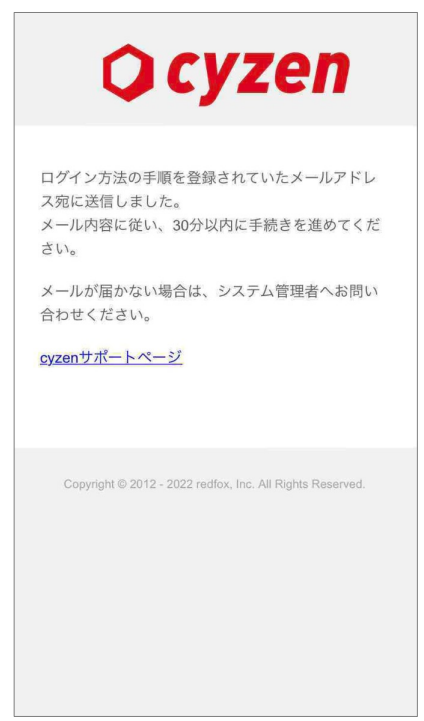 cyzen
ログイン方法の手順を登録されていたメールアドレ
ス宛に送信しました。
メール内容に従い、30分以内に手続きを進めてくだ
さい。
メールが届かない場合は、システム管理者へお問い
合わせください。
cyzenサポートページ
Copyright © 2012 - 2022 redfox, Inc. All Rights Reserved.